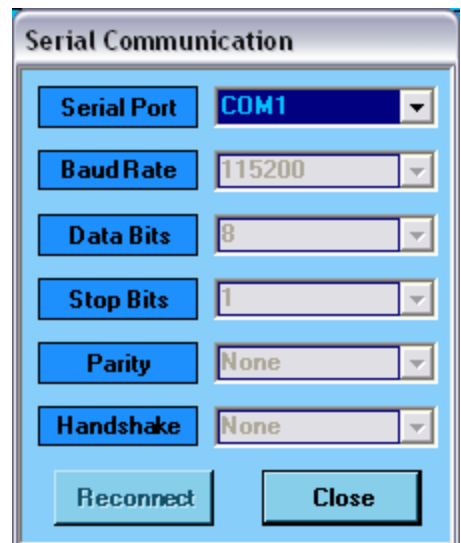 Serial Communication
Serial Port COM1
Baud Rate 115200
Data Bits 8
Stop Bits 1
Parity None
Handshake None
Reconnect Close